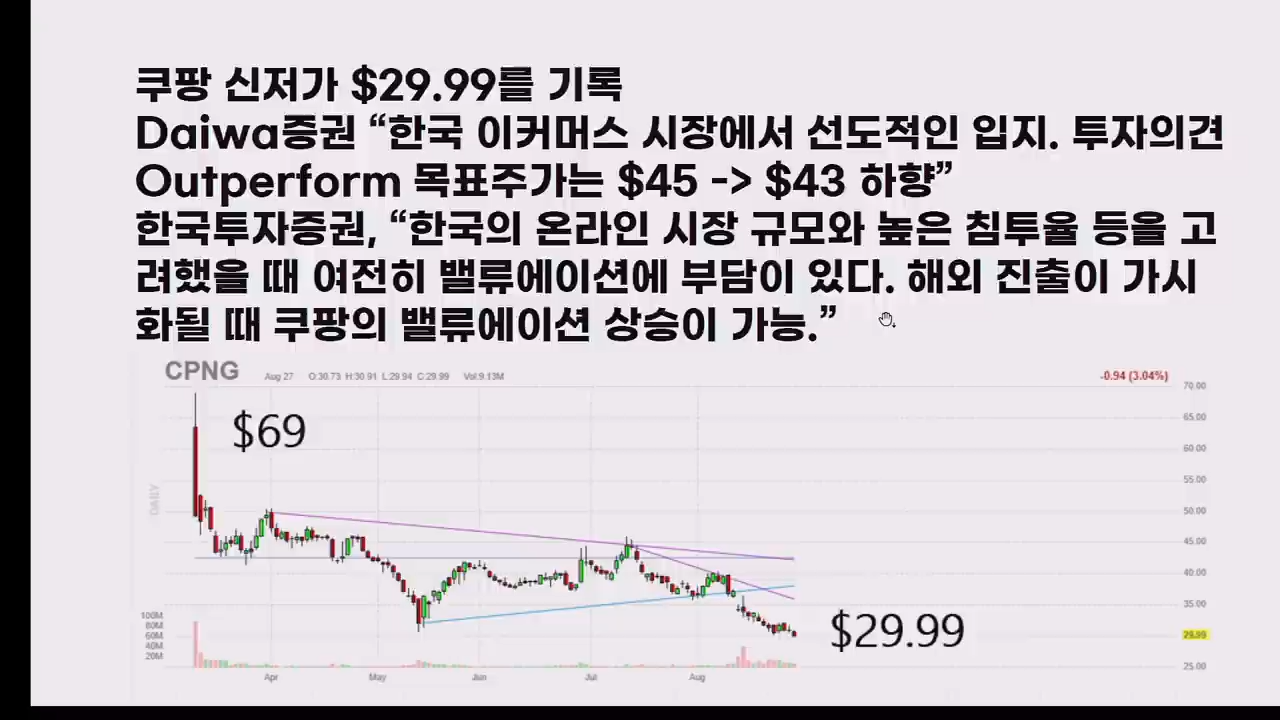 쿠팡 신저가 $29.99를 기록
Daiwa증권 “한국 이커머스 시장에서 선도적인 입지. 투자의견
Outperform 목표주가는 $45 -> $43 하향”
한국투자증권, “한국의 온라인 시장 규모와 높은 침투율 등을 고
려했을 때 여전히 밸류에이션에 부담이 있다. 해외 진출이 가시
화될 때 쿠팡의 밸류에이션 상승이 가능.”
CPNG Aug 27 O:30.73 H:30.91 L:29.94 C:29.99 Vol:9.13M -0.94 (3.04%)
70.00
$69
65.00
60.00
55.00
DAILY
50.00
45.00
40.00
35.00
100M
80M
$29.99
60M
29.99
40M
20M
25.00
Apr May Jun Jul Aug